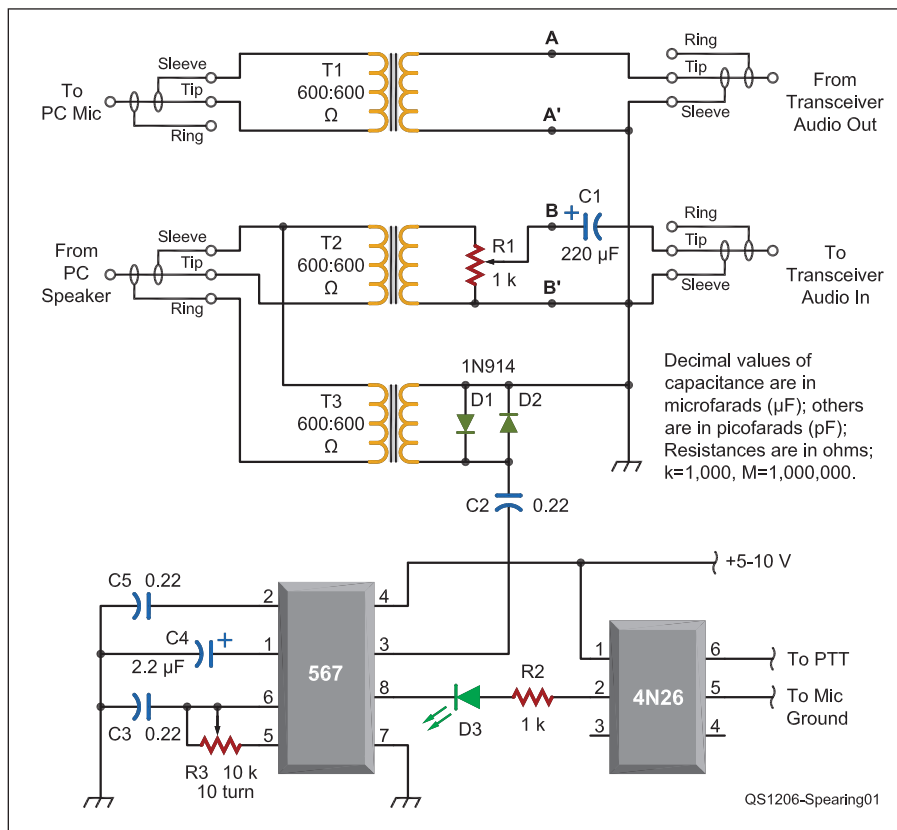 To
PC Mic
Sleeve
Tip
Ring
T1
600:600
Ω
A
A'
Ring
Tip
Sleeve
From
Transceiver
Audio Out
From
PC
Speaker
Sleeve
Tip
Ring
T2
600:600
Ω
R1
1 k
B
B'
+
C1
220 µF
Ring
Tip
Sleeve
To
Transceiver
Audio In
T3
600:600
Ω
1N914
D1
D2
Decimal values of
capacitance are in
microfarads (µF); others
are in picofarads (pF);
Resistances are in ohms;
k=1,000, M=1,000,000.
C2 0.22
+5-10 V
C5 0.22
C4
+
2.2 µF
C3
0.22
R3 10 k
10 turn
2
1
6
5
567
4
3
8
7
D3
R2
1 k
1
2
3
4N26
6
5
4
To PTT
To Mic
Ground
QS1206-Spearing01